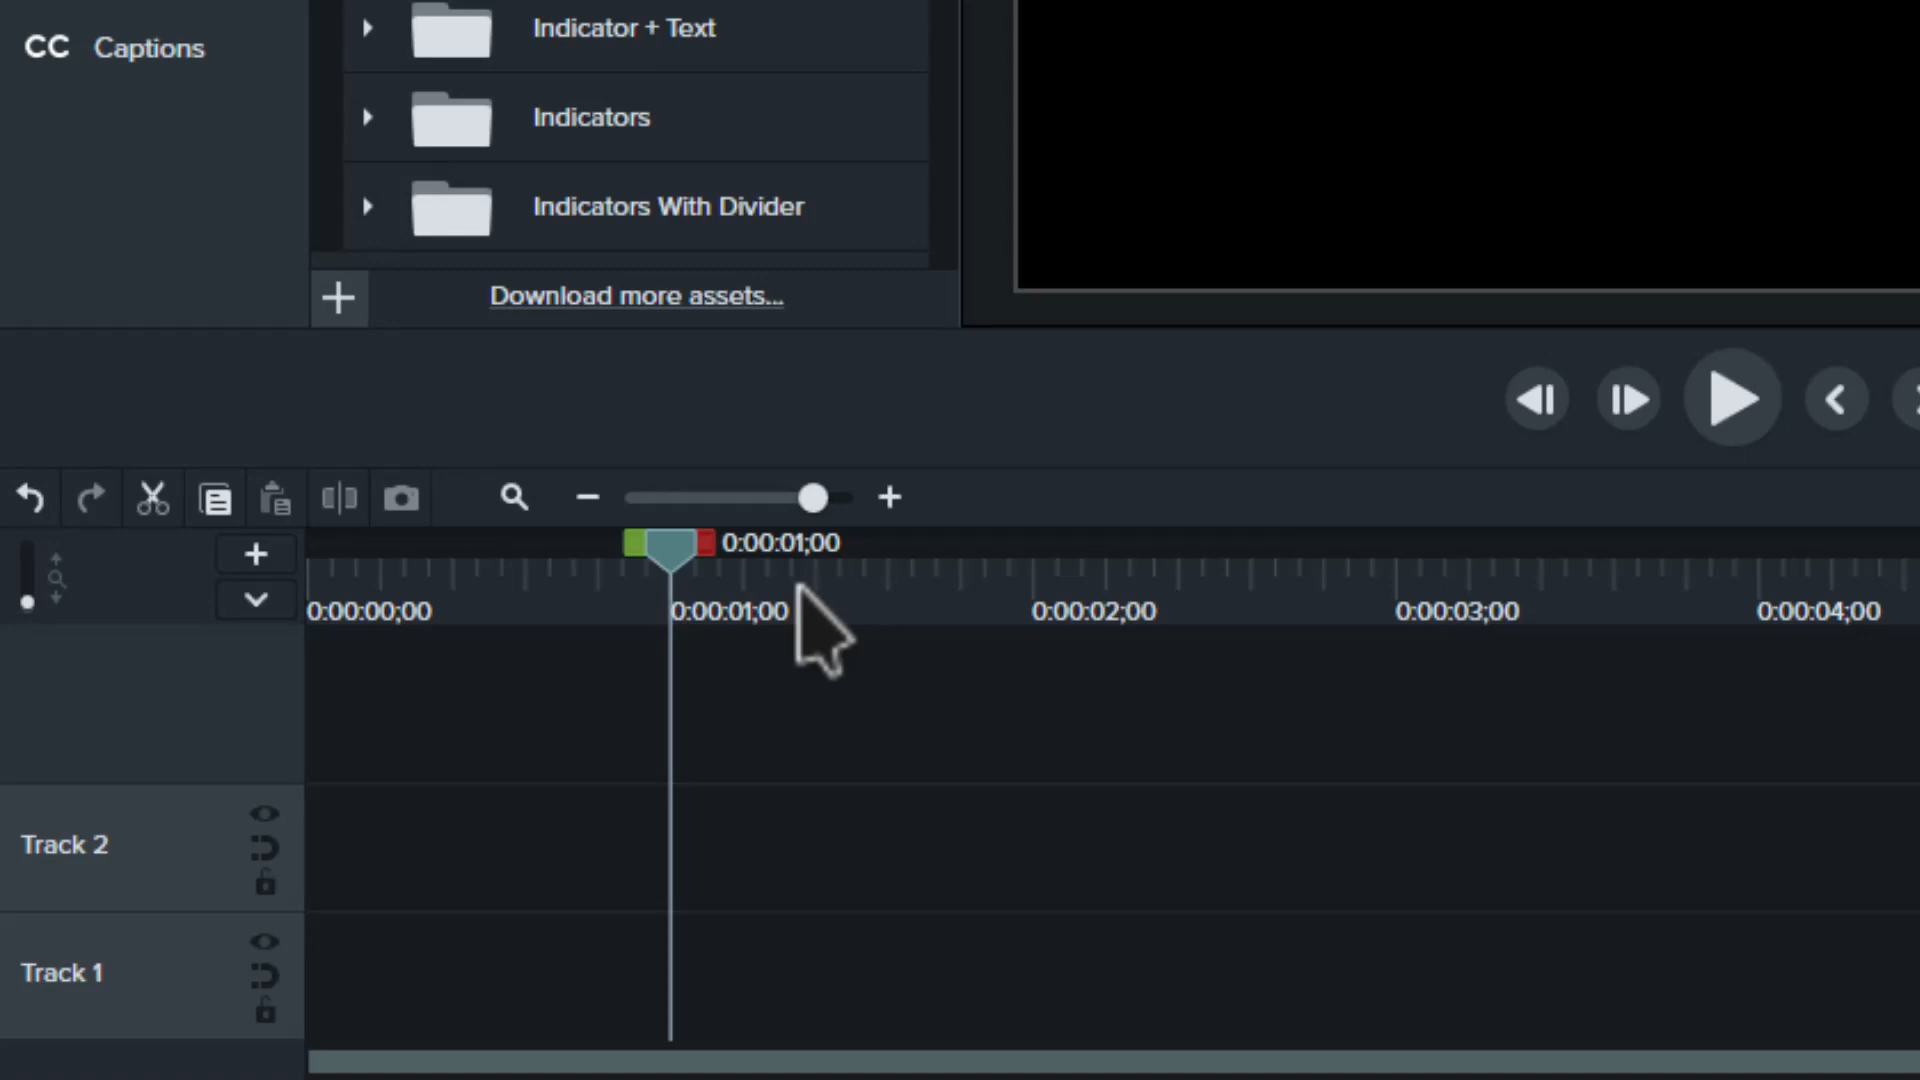 CC Captions
Indicator + Text
Indicators
Indicators With Divider
Download more assets...
0:00:01;00
0:00:00;00
0:00:01;00
0:00:02;00
0:00:03;00
0:00:04;00
Track 2
Track 1